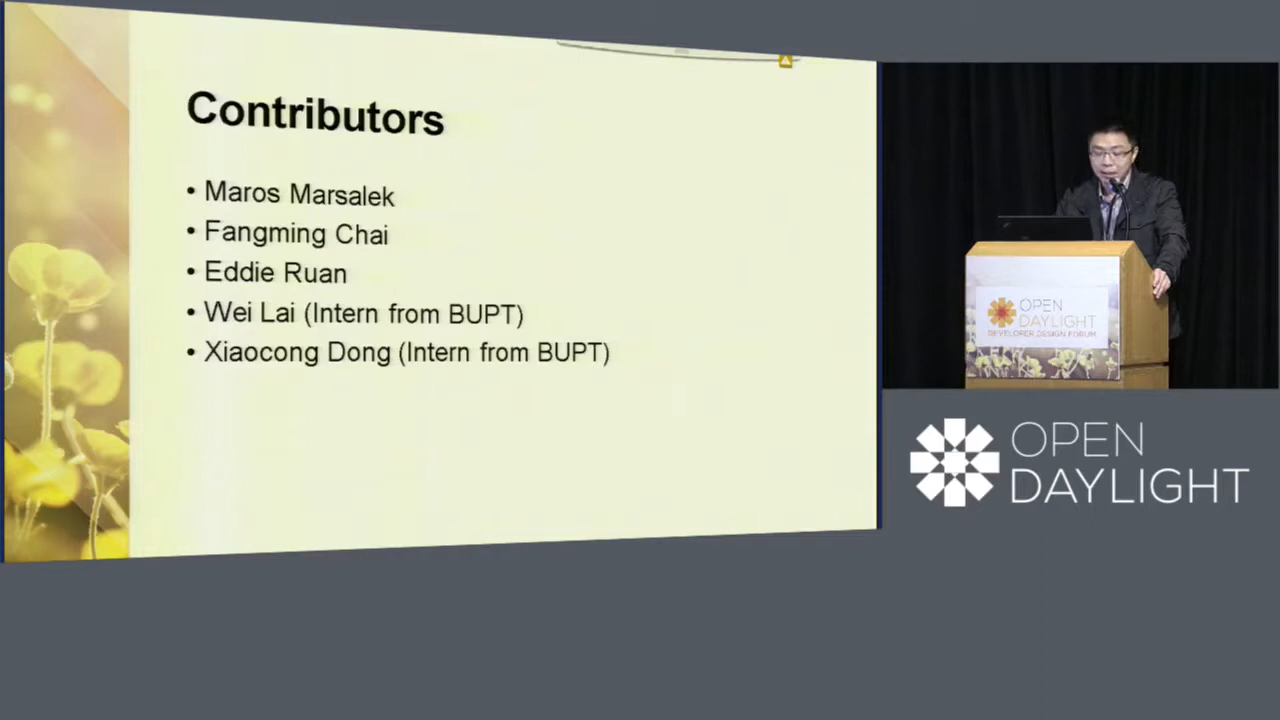 Contributors
• Maros Marsalek
• Fangming Chai
• Eddie Ruan
• Wei Lai (Intern from BUPT)
• Xiaocong Dong (Intern from BUPT)
OPEN
DAYLIGHT
DEVELOPER DESIGN FORUM
OPEN
DAYLIGHT